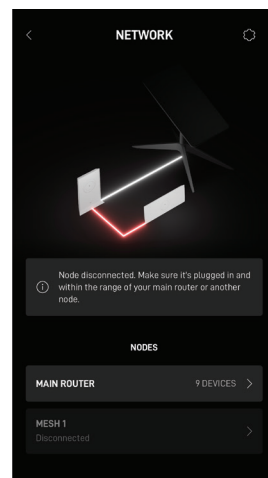 NETWORK
Node disconnected. Make sure it's plugged in and
within the range of your main router or another
node.
NODES
MAIN ROUTER 9 DEVICES
MESH 1
Disconnected